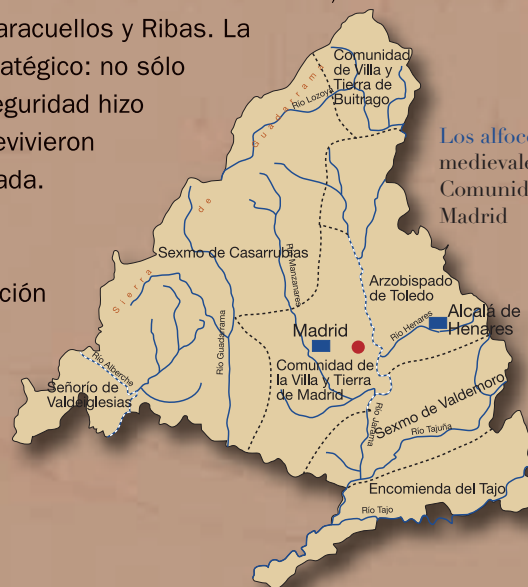 aracuellos y Ribas. La
atégico: no sólo
eguridad hizo
evivieron
ada.
ción
Los alfoce
medievale
Comunida
Madrid
Comunidad
de Villa y
Tierra de
Buitrago
Río Lozoya
Sierra de Guadarrama
Sexmo de Casarrubias
Río Manzanares
Arzobispado
de Toledo
Alcalá de
Henares
Río Henares
Madrid
Comunidad de
la Villa y Tierra
de Madrid
Río Guadarrama
Río Alberche
Señorío de
Valdeiglesias
Sexmo de Valdemoro
Río Jarama
Río Tajuña
Encomienda del Tajo
Río Tajo